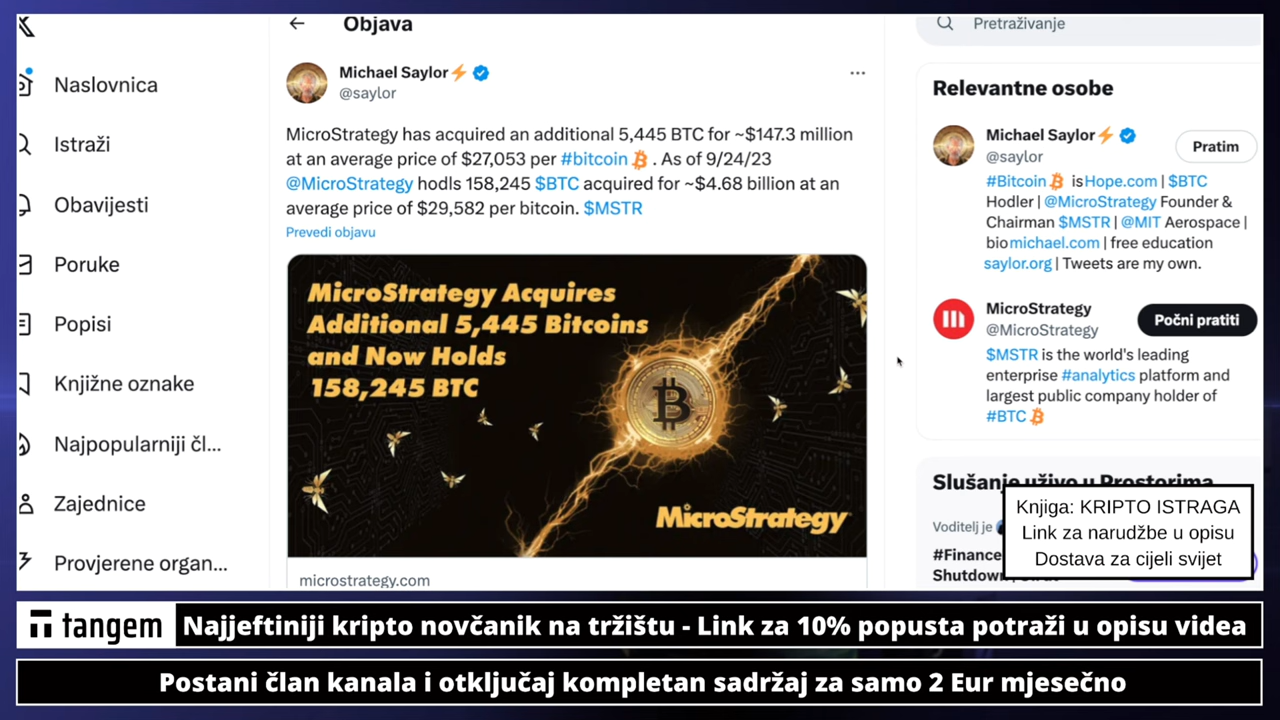 Objava
Pretraživanje
Naslovnica
Istraži
Obavijesti
Poruke
Popisi
Knjižne oznake
Najpopularniji čl...
Zajednice
Provjerene organ...
Michael Saylor⚡
@saylor
MicroStrategy has acquired an additional 5,445 BTC for ~$147.3 million
at an average price of $27,053 per #bitcoin . As of 9/24/23
@MicroStrategy hodls 158,245 $BTC acquired for ~$4.68 billion at an
average price of $29,582 per bitcoin. $MSTR
Prevedi objavu
MicroStrategy Acquires
Additional 5,445 Bitcoins
and Now Holds
158,245 BTC
MicroStrategy
microstrategy.com
Relevantne osobe
Michael Saylor⚡
@saylor
Pratim
#Bitcoin is Hope.com | $BTC
Hodler | @MicroStrategy Founder &
Chairman $MSTR | @MIT Aerospace |
bio michael.com | free education
saylor.org | Tweets are my own.
MicroStrategy
@MicroStrategy
Počni pratiti
$MSTR is the world's leading
enterprise #analytics platform and
largest public company holder of
#BTC
Slušanje uživo u Prostorima
Voditelj je
#Finance
Shutdown
Knjiga: KRIPTO ISTRAGA
Link za narudžbe u opisu
Dostava za cijeli svijet
tangem
Najjeftiniji kripto novčanik na tržištu - Link za 10% popusta potraži u opisu videa
Postani član kanala i otključaj kompletan sadržaj za samo 2 Eur mjesečno